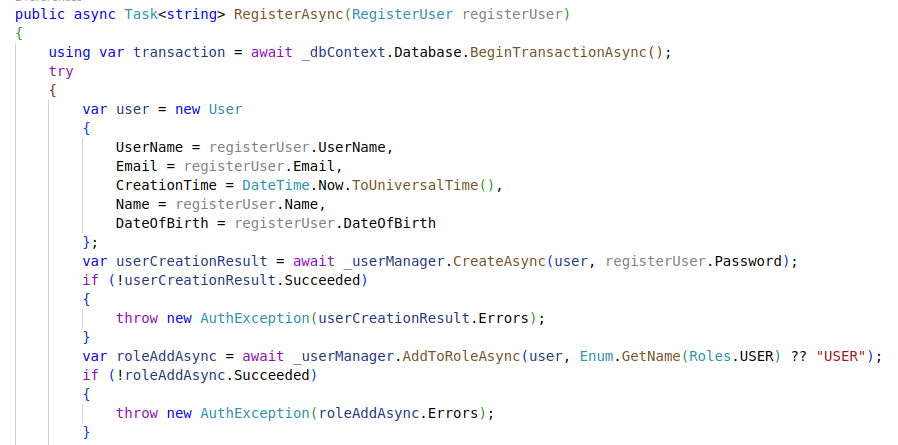 public async Task<string> RegisterAsync(RegisterUser registerUser)
{
    using var transaction = await _dbContext.Database.BeginTransactionAsync();
    try
    {
        var user = new User
        {
            UserName = registerUser.UserName,
            Email = registerUser.Email,
            CreationTime = DateTime.Now.ToUniversalTime(),
            Name = registerUser.Name,
            DateOfBirth = registerUser.DateOfBirth
        };
        var userCreationResult = await _userManager.CreateAsync(user, registerUser.Password);
        if (!userCreationResult.Succeeded)
        {
            throw new AuthException(userCreationResult.Errors);
        }
        var roleAddAsync = await _userManager.AddToRoleAsync(user, Enum.GetName(Roles.USER) ?? "USER");
        if (!roleAddAsync.Succeeded)
        {
            throw new AuthException(roleAddAsync.Errors);
        }